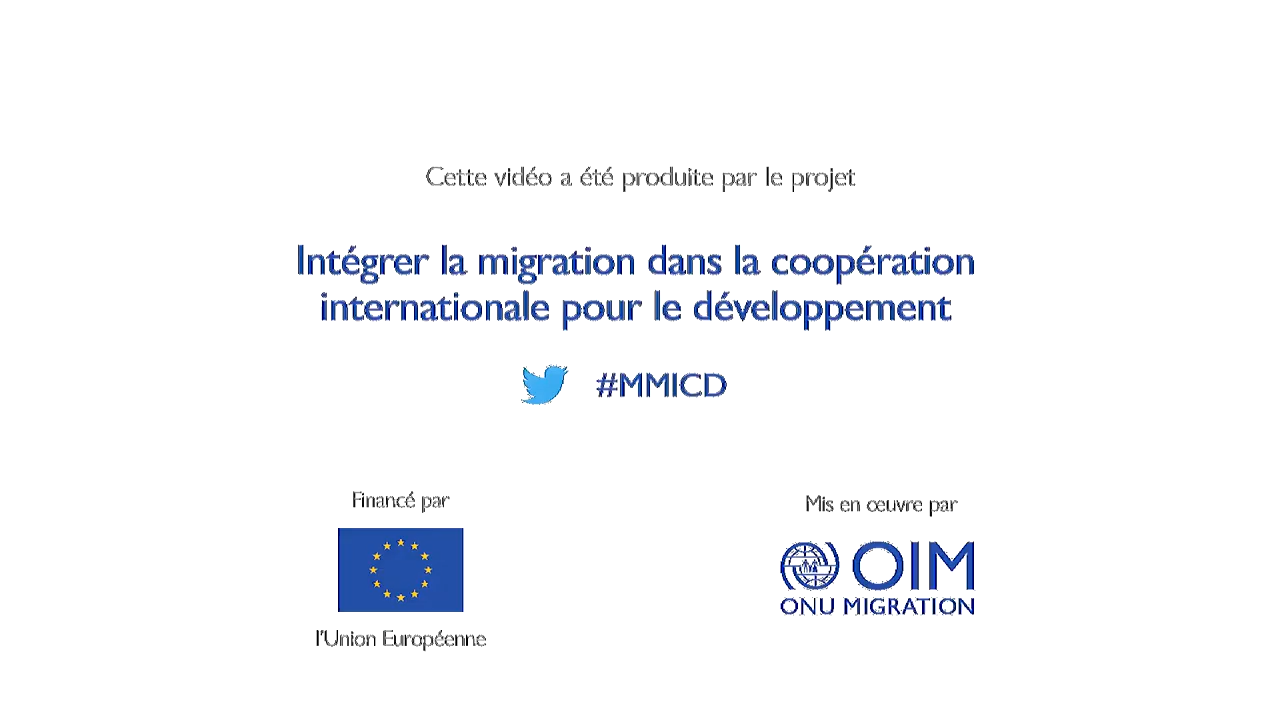 Cette vidéo a été produite par le projet
Intégrer la migration dans la coopération
internationale pour le développement
#MMICD
Financé par
l'Union Européenne
Mis en œuvre par
OIM
ONU MIGRATION